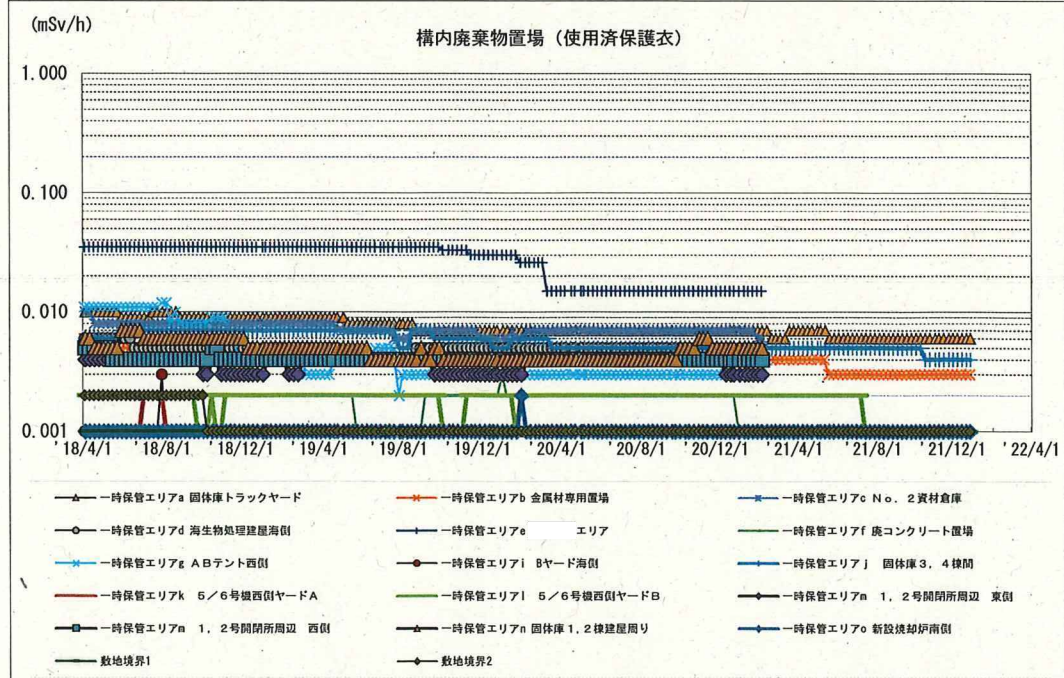 (mSv/h)
構内廃棄物置場（使用済保護衣）
1.000
0.100
0.010
0.001
'18/4/1 '18/8/1 '18/12/1 '19/4/1 '19/8/1 '19/12/1 '20/4/1 '20/8/1 '20/12/1 '21/4/1 '21/8/1 '21/12/1 '22/4/1
一時保管エリアa 固体庫トラックヤード 一時保管エリアb 金属材専用置場 一時保管エリアc No．2資材倉庫
一時保管エリアd 海生物処理建屋海側 一時保管エリアe エリア 一時保管エリアf 廃コンクリート置場
一時保管エリアg ABテント西側 一時保管エリアi Bヤード海側 一時保管エリアj 固体庫3，4棟間
一時保管エリアk 5／6号機西側ヤードA 一時保管エリアl 5／6号機西側ヤードB 一時保管エリアm 1，2号開閉所周辺 東側
一時保管エリアm 1，2号開閉所周辺 西側 一時保管エリアn 固体庫1，2棟建屋周り 一時保管エリアo 新設焼却炉南側
敷地境界1 敷地境界2